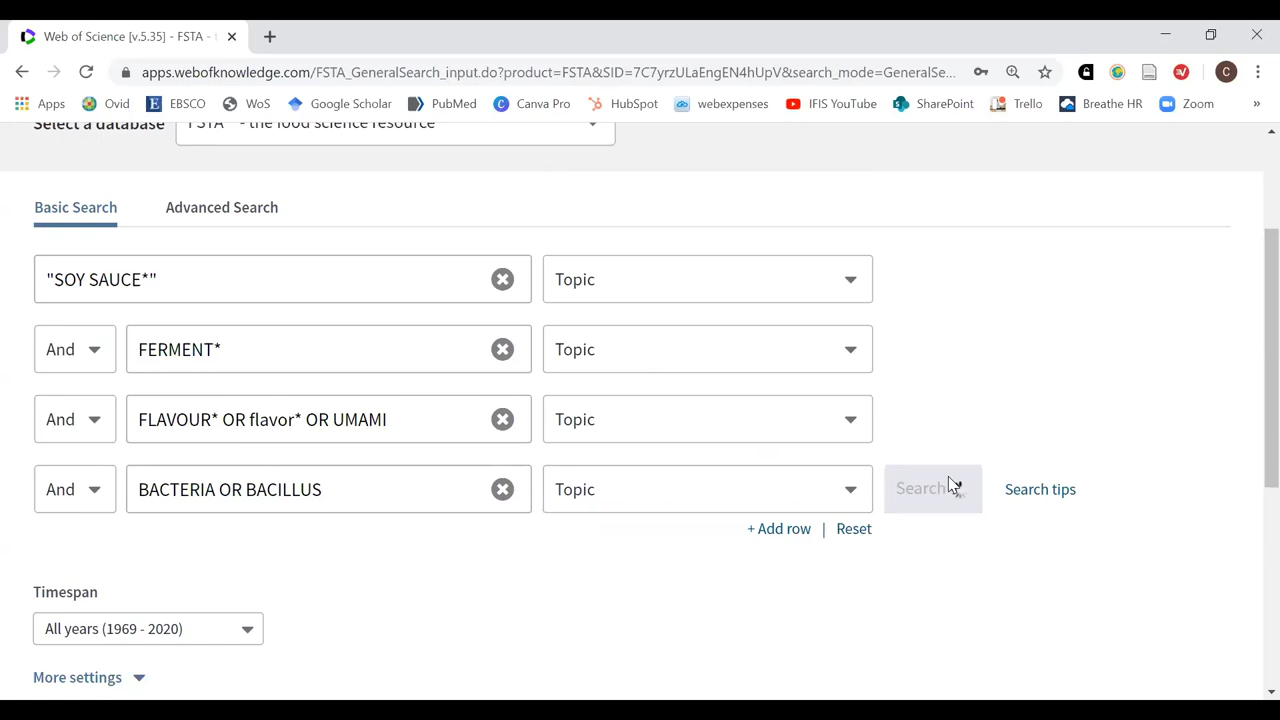 Web of Science [v.5.35] - FSTA - t
apps.webofknowledge.com/FSTA_GeneralSearch_input.do?product=FSTA&SID=7C7yrzULaEngEN4hUpV&search_mode=GeneralSe...
C
Apps Ovid EBSCO WoS Google Scholar PubMed Canva Pro HubSpot webexpenses IFIS YouTube SharePoint Trello Breathe HR Zoom »
Select a database FSTA - the food science resource
Basic Search Advanced Search
"SOY SAUCE*" Topic
And FERMENT* Topic
And FLAVOUR* OR flavor* OR UMAMI Topic
And BACTERIA OR BACILLUS Topic Search Search tips
+ Add row | Reset
Timespan
All years (1969 - 2020)
More settings